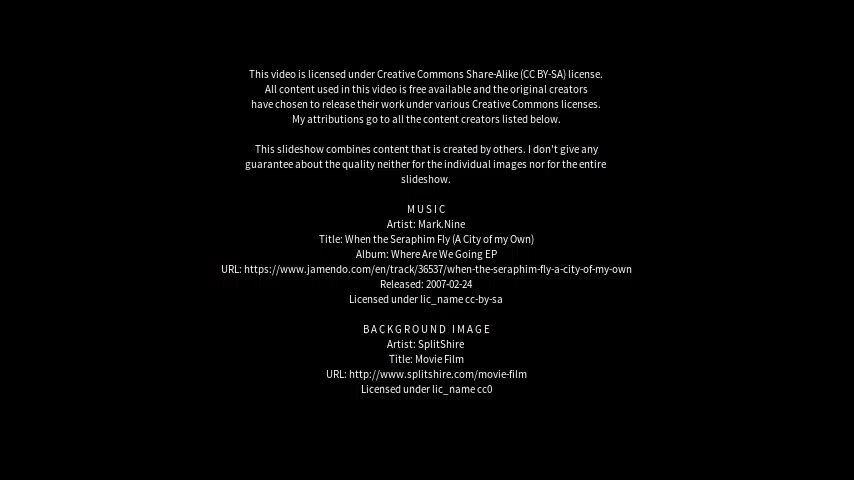 This video is licensed under Creative Commons Share-Alike (CC BY-SA) license.
All content used in this video is free available and the original creators
have chosen to release their work under various Creative Commons licenses.
My attributions go to all the content creators listed below.
This slideshow combines content that is created by others. I don't give any
guarantee about the quality neither for the individual images nor for the entire
slideshow.
MUSIC
Artist: Mark.Nine
Title: When the Seraphim Fly (A City of my Own)
Album: Where Are We Going EP
URL: https://www.jamendo.com/en/track/36537/when-the-seraphim-fly-a-city-of-my-own
Released: 2007-02-24
Licensed under lic_name cc-by-sa
BACKGROUND IMAGE
Artist: SplitShire
Title: Movie Film
URL: http://www.splitshire.com/movie-film
Licensed under lic_name cc0